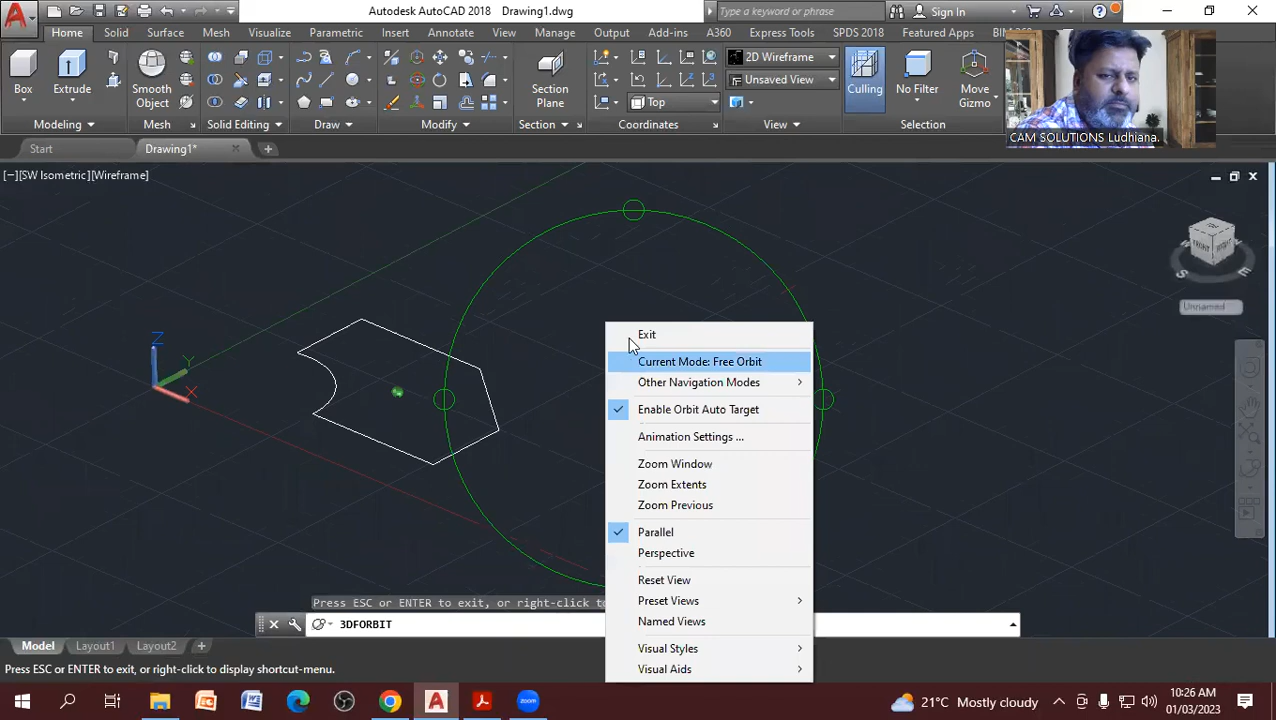 Autodesk AutoCAD 2018 Drawing1.dwg
Type a keyword or phrase
Sign In
Home Solid Surface Mesh Visualize Parametric Insert Annotate View Manage Output Add-ins A360 Express Tools SPDS 2018 Featured Apps
Box
Extrude
Smooth
Object
Section
Plane
2D Wireframe
Unsaved View
Top
Culling
No Filter
Move
Gizmo
Modeling
Mesh
Solid Editing
Draw
Modify
Section
Coordinates
View
Selection
CAM SOLUTIONS Ludhiana.
Start
Drawing1*
[−][SW Isometric][Wireframe]
TOP
FRONT
RIGHT
S
E
Unnamed
Z
Y
X
Exit
Current Mode: Free Orbit
Other Navigation Modes
Enable Orbit Auto Target
Animation Settings ...
Zoom Window
Zoom Extents
Zoom Previous
Parallel
Perspective
Reset View
Preset Views
Named Views
Visual Styles
Visual Aids
Press ESC or ENTER to exit, or right-click to
3DFORBIT
Model Layout1 Layout2
Press ESC or ENTER to exit, or right-click to display shortcut-menu.
21°C Mostly cloudy
10:26 AM
01/03/2023